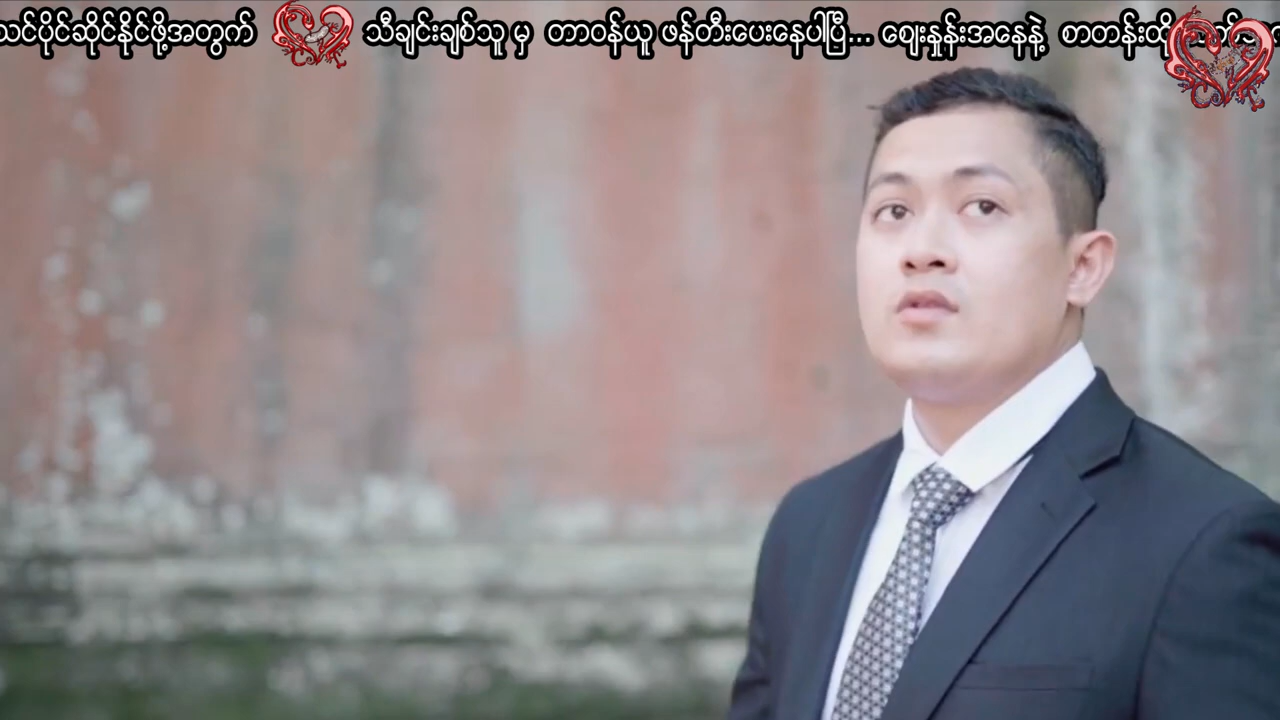 သင်ပိုင်ဆိုင်နိုင်ဖို့အတွက် သီချင်းချစ်သူ မှ တာဝန်ယူ ဖန်တီးပေးနေပါပြီ... ဈေးနှုန်းအနေနဲ့ စာတန်းထိုး